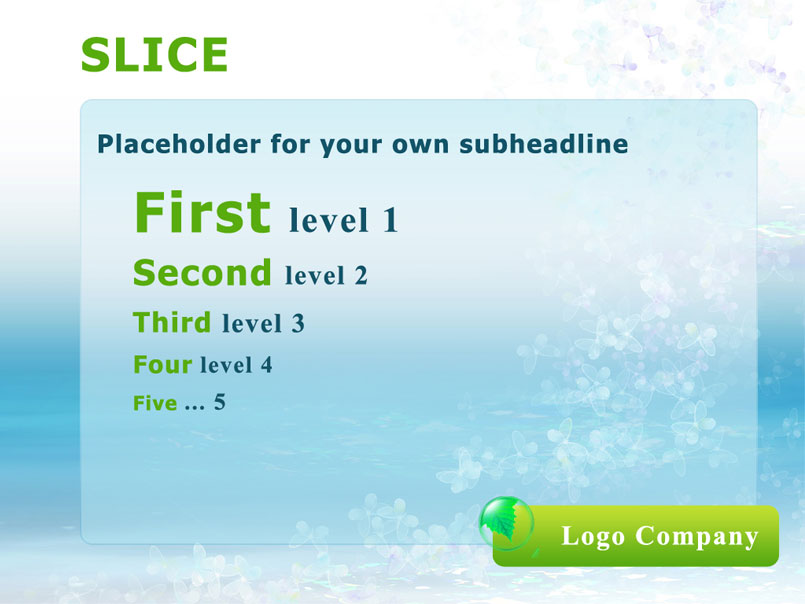 SLICE
Placeholder for your own subheadline
First level 1
Second level 2
Third level 3
Four level 4
Five ... 5
Logo Company